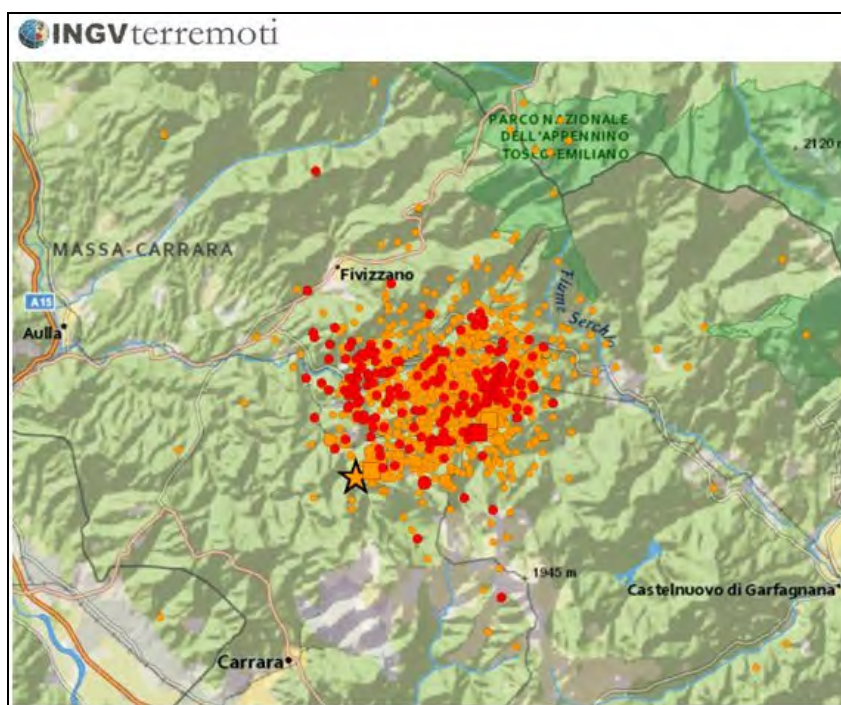 INGVterremoti
PARCO NAZIONALE
DELL'APPENNINO
TOSCO-EMILIANO
2120 m
MASSA-CARRARA
Fivizzano
A15
Fiume Serchio
Aulla
1945 m
Castelnuovo di Garfagnana
Carrara